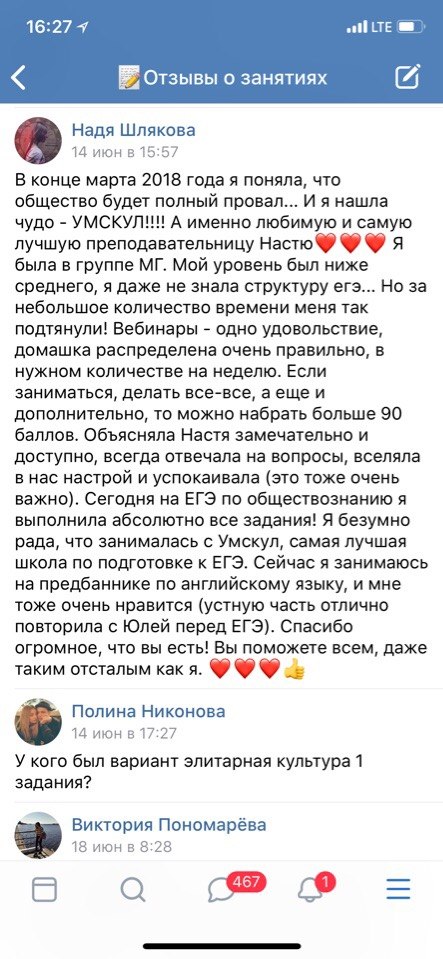 16:27
LTE
📝Отзывы о занятиях
Надя Шлякова
14 июн в 15:57
В конце марта 2018 года я поняла, что
общество будет полный провал... И я нашла
чудо - УМСКУЛ!!!! А именно любимую и самую
лучшую преподавательницу Настю❤️❤️❤️ Я
была в группе МГ. Мой уровень был ниже
среднего, я даже не знала структуру егэ... Но за
небольшое количество времени меня так
подтянули! Вебинары - одно удовольствие,
домашка распределена очень правильно, в
нужном количестве на неделю. Если
заниматься, делать все-все, а еще и
дополнительно, то можно набрать больше 90
баллов. Объясняла Настя замечательно и
доступно, всегда отвечала на вопросы, вселяла
в нас настрой и успокаивала (это тоже очень
важно). Сегодня на ЕГЭ по обществознанию я
выполнила абсолютно все задания! Я безумно
рада, что занималась с Умскул, самая лучшая
школа по подготовке к ЕГЭ. Сейчас я занимаюсь
на предбаннике по английскому языку, и мне
тоже очень нравится (устную часть отлично
повторила с Юлей перед ЕГЭ). Спасибо
огромное, что вы есть! Вы поможете всем, даже
таким отсталым как я. ❤️❤️❤️👍
Полина Никонова
14 июн в 17:27
У кого был вариант элитарная культура 1
задания?
Виктория Пономарёва
18 июн в 8:28
467
1